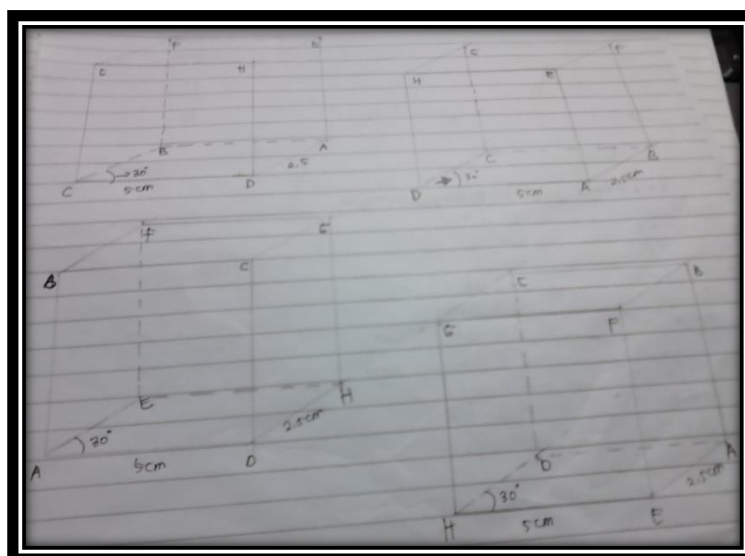 F
C H
B A
→30° 2.5
C 5cm D
H E F
C B
D 30° 5cm A 2.5cm
F
B C
E H
30° 2.5cm
A 5cm D
B
G F
D A
30° 2.5cm
H 5cm E